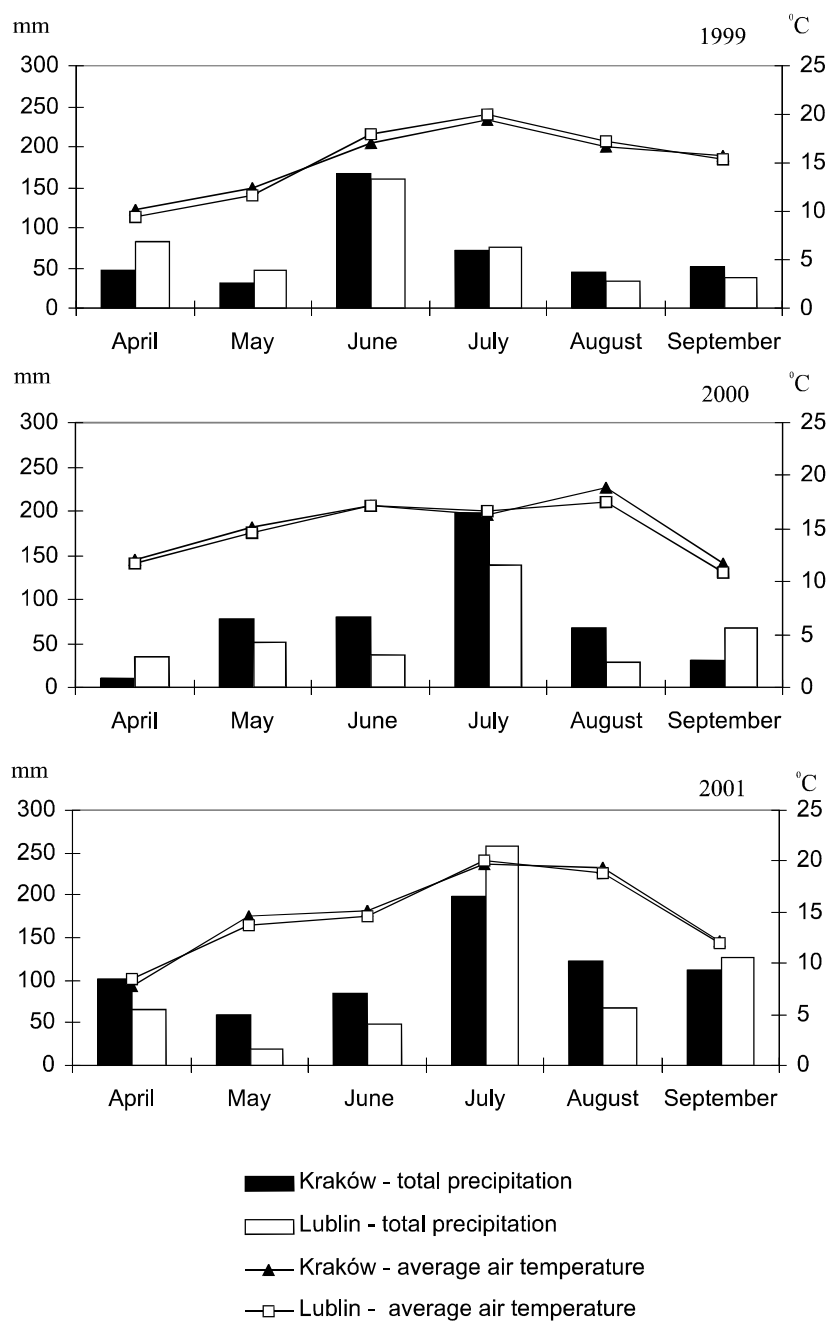 mm ⁰C
1999
300 25
250 20
200 15
150
100 10
50 5
0 0
April May June July August September
mm ⁰C
2000
300 25
250 20
200 15
150
100 10
50 5
0 0
April May June July August September
mm ⁰C
2001
300 25
250 20
200 15
150
100 10
50 5
0 0
April May June July August September
Kraków - total precipitation
Lublin - total precipitation
Kraków - average air temperature
Lublin - average air temperature